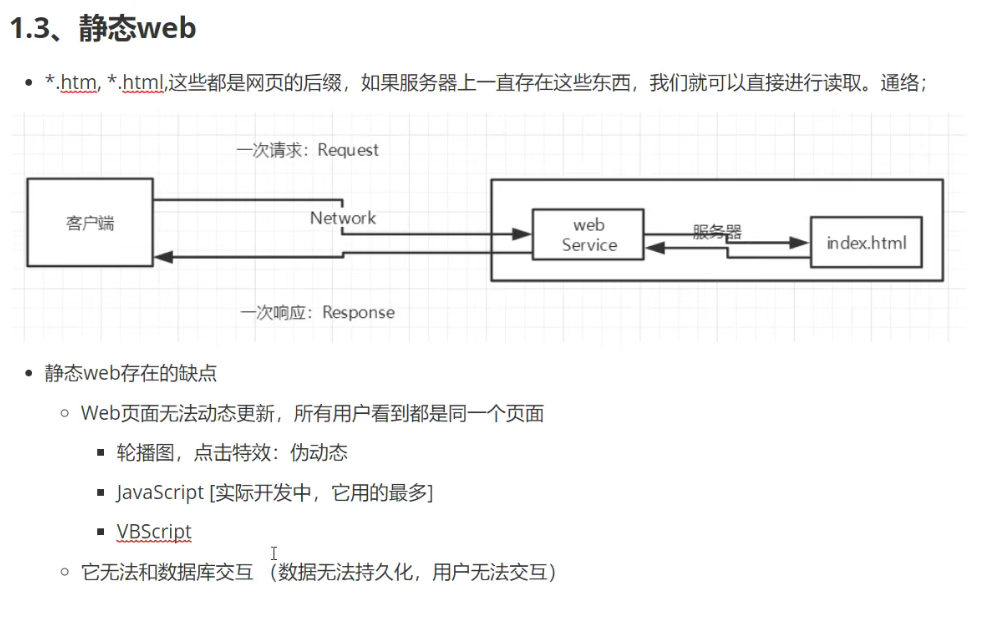 1.3、静态web
*.htm, *.html,这些都是网页的后缀，如果服务器上一直存在这些东西，我们就可以直接进行读取。通络；
一次请求：Request
客户端
Network
web
Service
服务器
index.html
一次响应：Response
静态web存在的缺点
Web页面无法动态更新，所有用户看到都是同一个页面
轮播图，点击特效：伪动态
JavaScript [实际开发中，它用的最多]
VBScript
它无法和数据库交互 （数据无法持久化，用户无法交互）